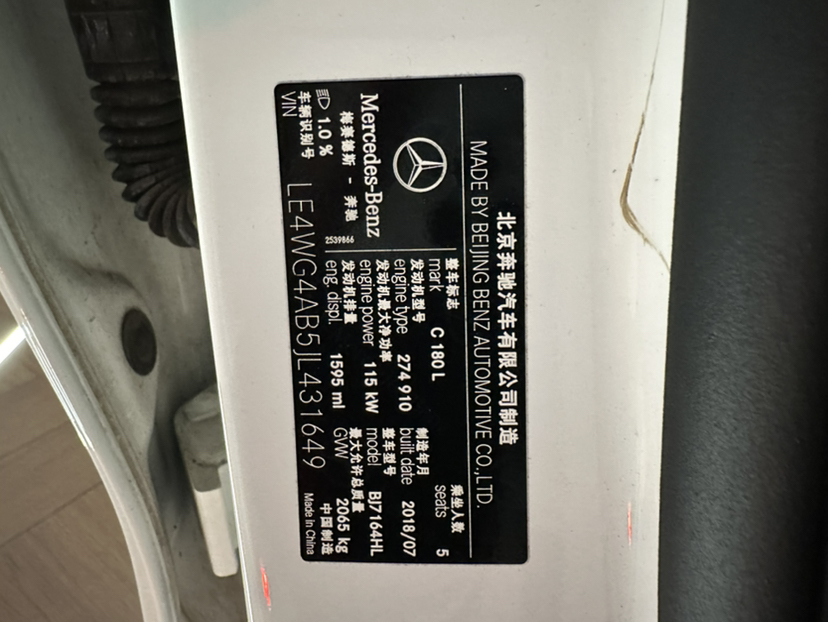 北京奔驰汽车有限公司制造
MADE BY BEIJING BENZ AUTOMOTIVE CO.,LTD.
Mercedes-Benz
梅赛德斯 - 奔驰
2539866
1.0 %
整车标志
mark C 180 L
乘坐人数
seats 5
发动机型号
engine type 274 910
制造年月
built date 2018/07
发动机最大净功率
engine power 115 kW
整车型号
model BJ7164HL
发动机排量
eng. displ. 1595 ml
最大允许总质量
GVW 2065 kg
车辆识别号
VIN LE4WG4AB5JL431649
中国制造
Made in China